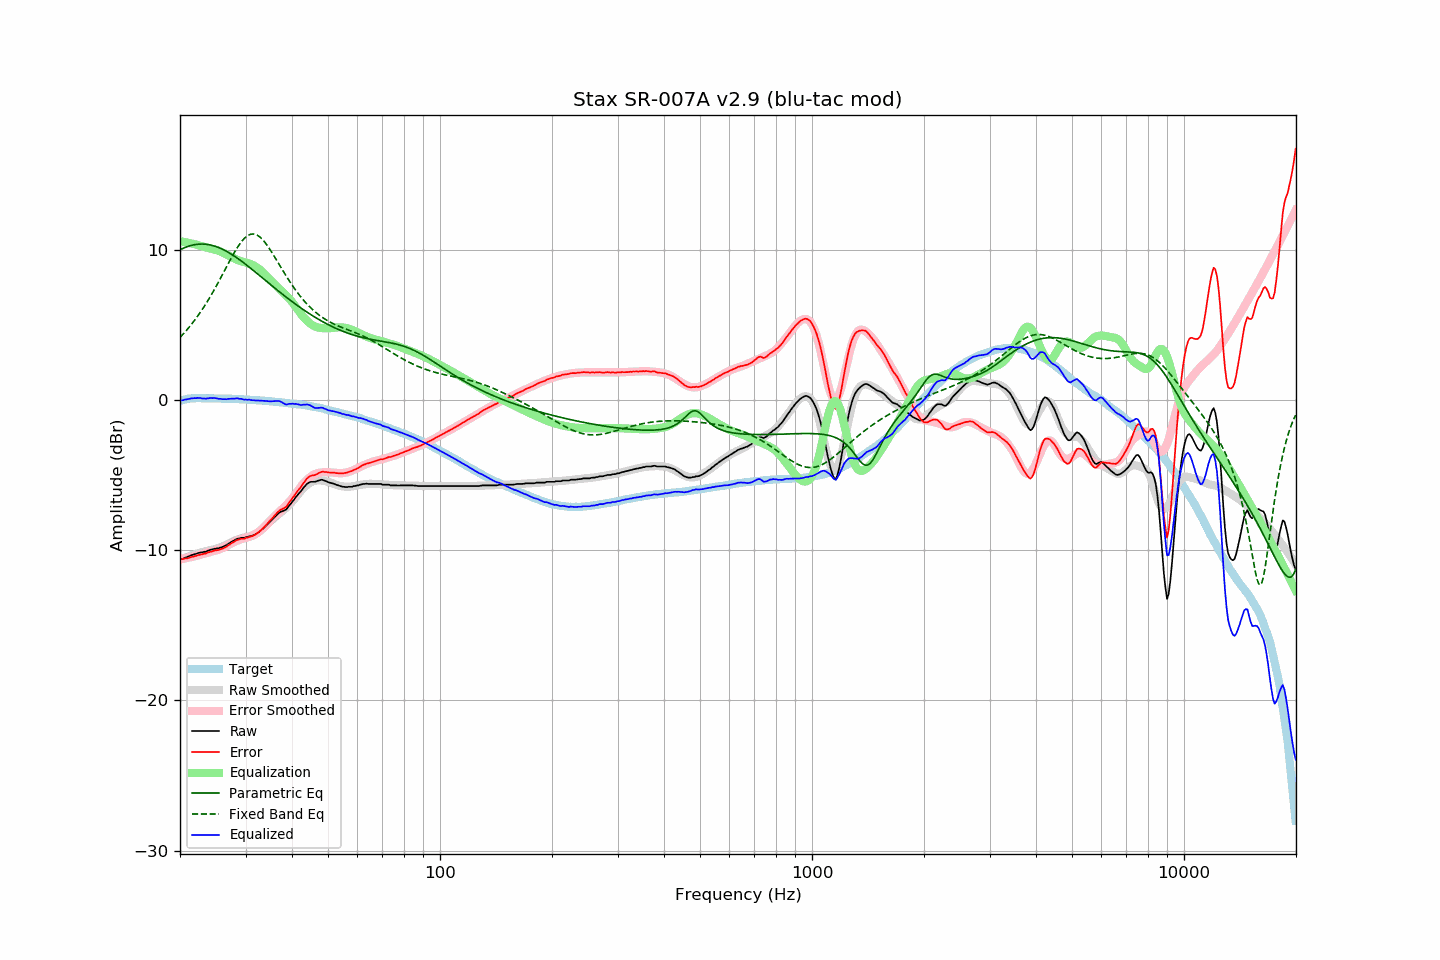 Stax SR-007A v2.9 (blu-tac mod)
Amplitude (dBr)
10
0
−10
−20
−30
Target
Raw Smoothed
Error Smoothed
Raw
Error
Equalization
Parametric Eq
Fixed Band Eq
Equalized
100
1000
10000
Frequency (Hz)